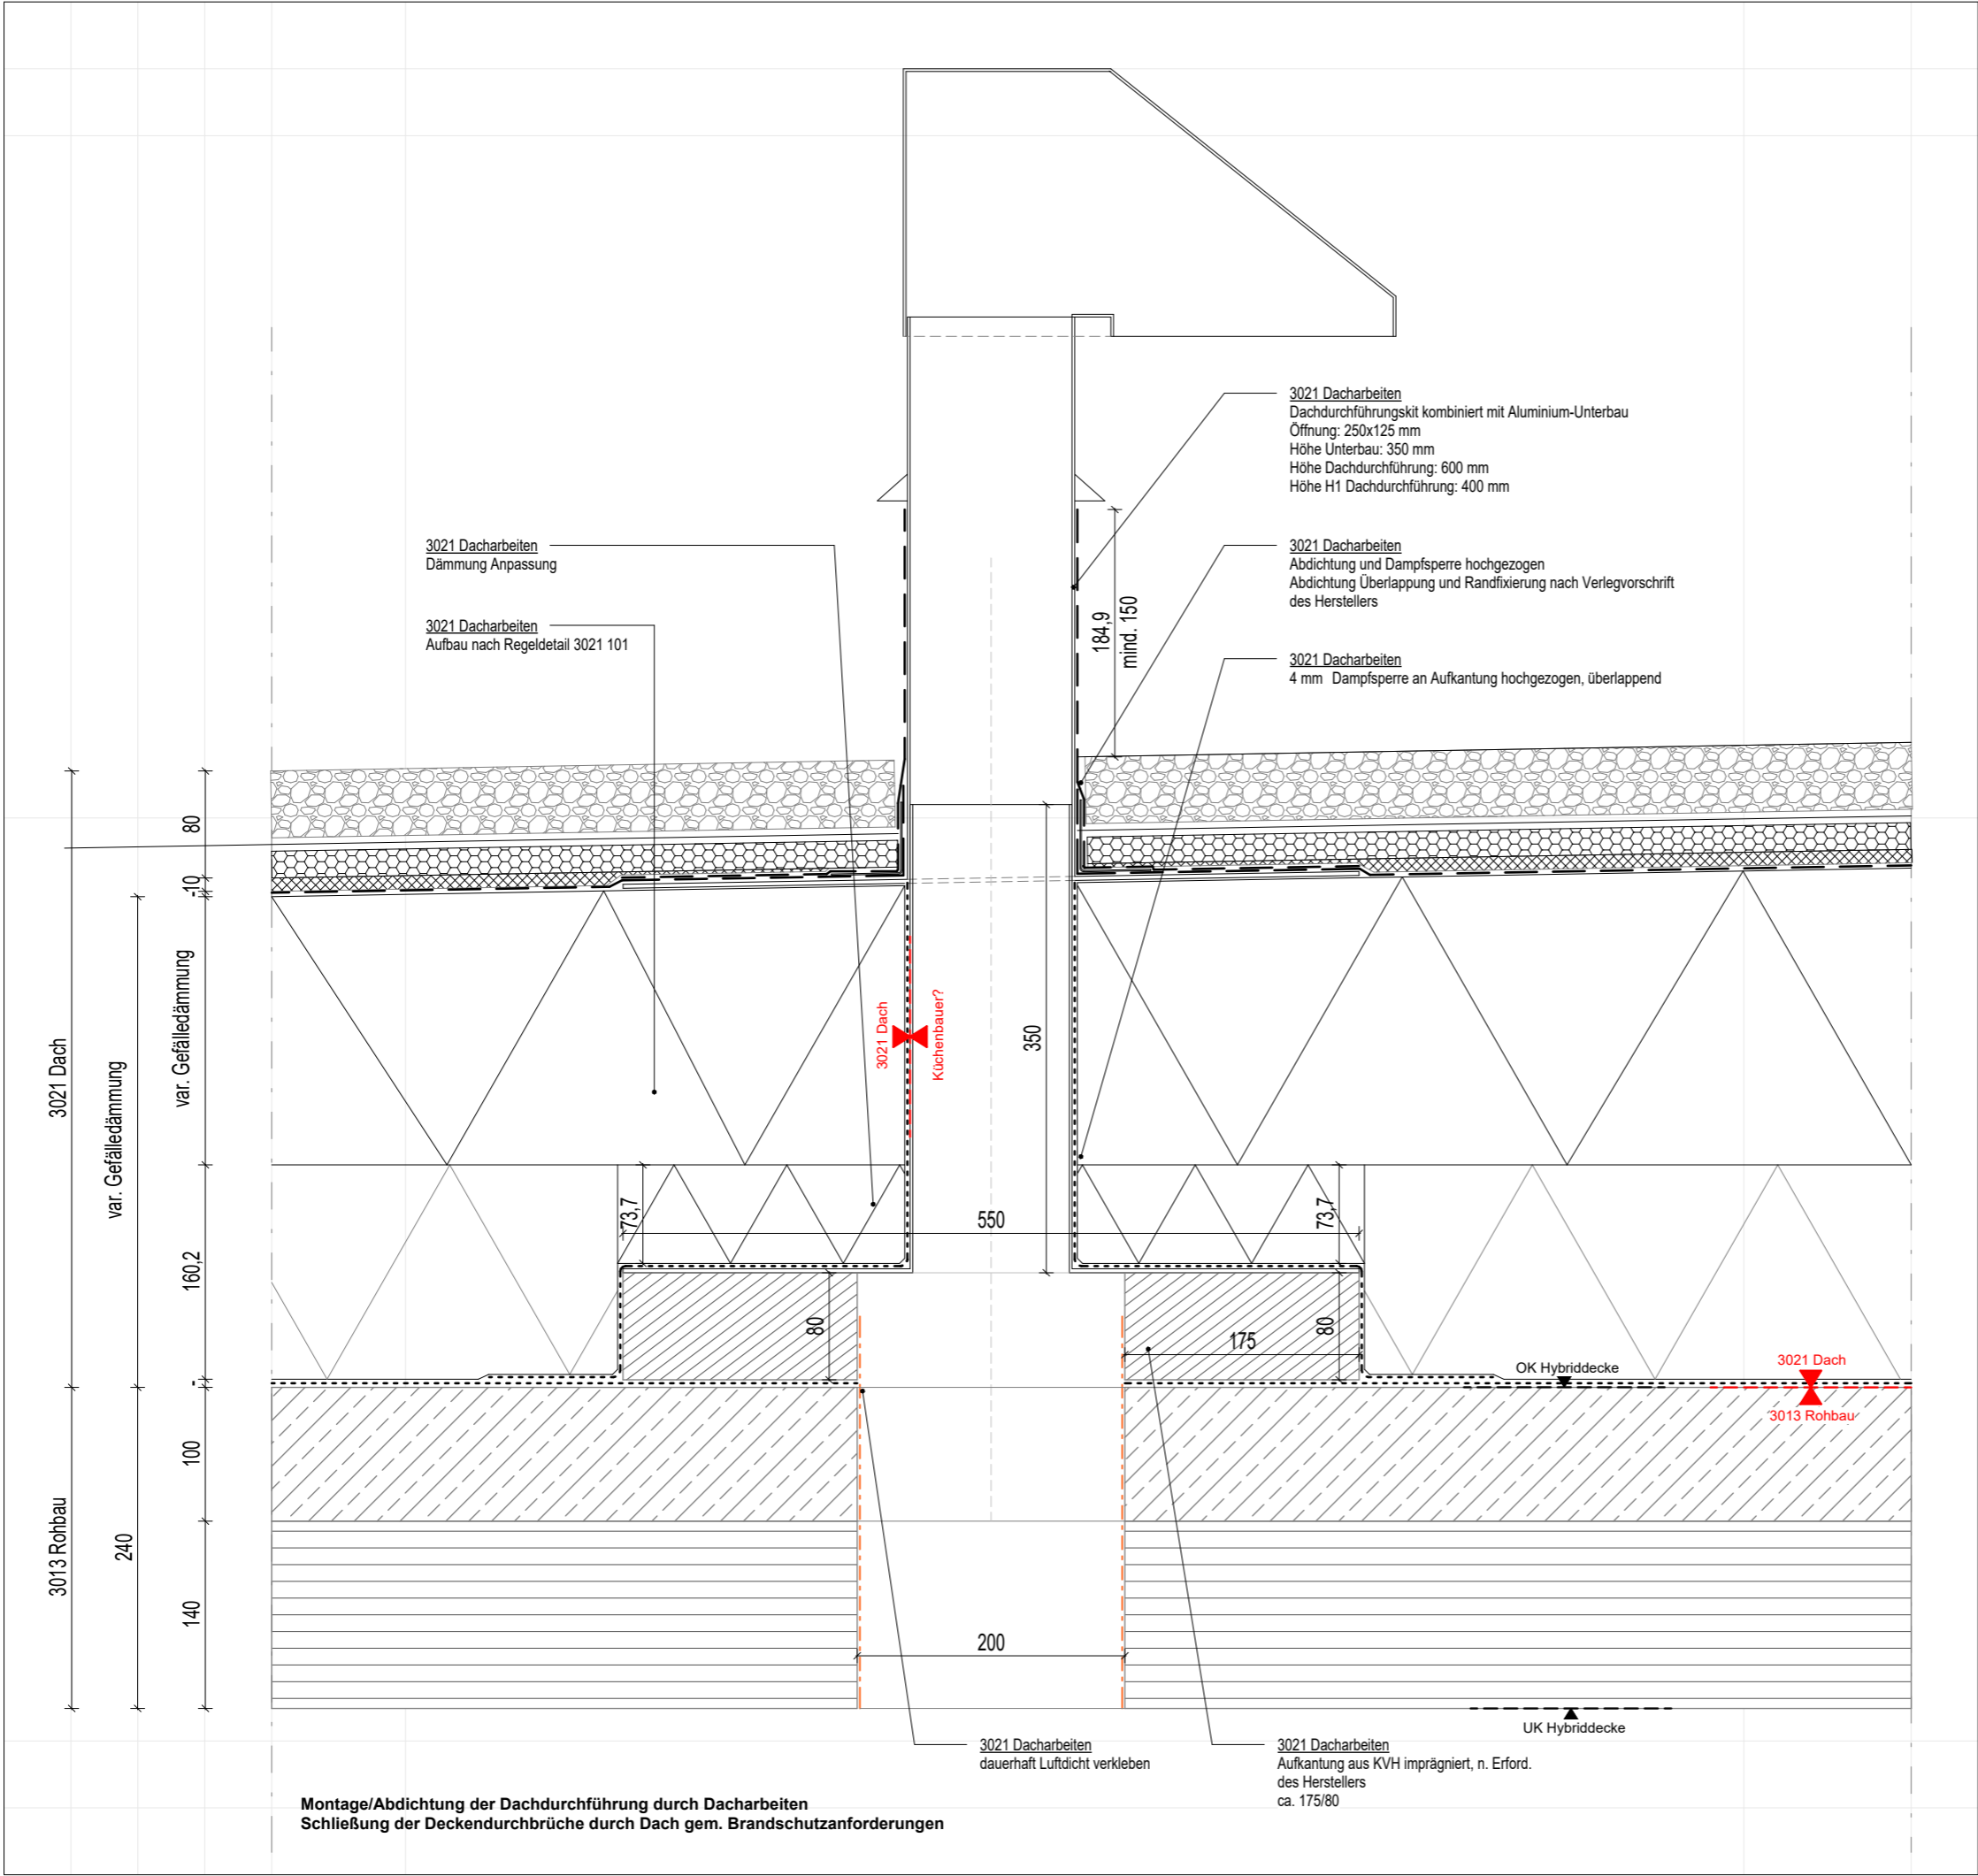 3021 Dacharbeiten
Dachdurchführungskit kombiniert mit Aluminium-Unterbau
Öffnung: 250x125 mm
Höhe Unterbau: 350 mm
Höhe Dachdurchführung: 600 mm
Höhe H1 Dachdurchführung: 400 mm
3021 Dacharbeiten
Dämmung Anpassung
3021 Dacharbeiten
Abdichtung und Dampfsperre hochgezogen
Abdichtung Überlappung und Randfixierung nach Verlegvorschrift
des Herstellers
3021 Dacharbeiten
Aufbau nach Regeldetail 3021 101
184,9
mind. 150
3021 Dacharbeiten
4 mm Dampfsperre an Aufkantung hochgezogen, überlappend
80
-10
3021 Dach
var. Gefälledämmung
var. Gefälledämmung
3021 Dach
Küchenbauer?
350
73,7
550
73,7
160,2
80
175
80
-
OK Hybriddecke
3021 Dach
3013 Rohbau
100
3013 Rohbau
240
140
200
UK Hybriddecke
3021 Dacharbeiten
dauerhaft Luftdicht verkleben
3021 Dacharbeiten
Aufkantung aus KVH imprägniert, n. Erford.
des Herstellers
ca. 175/80
Montage/Abdichtung der Dachdurchführung durch Dacharbeiten
Schließung der Deckendurchbrüche durch Dach gem. Brandschutzanforderungen